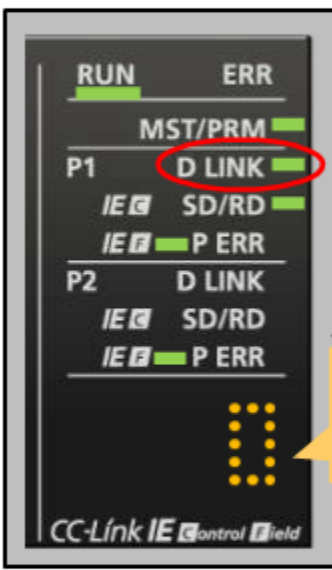 RUN ERR
MST/PRM
P1 D LINK
IE C SD/RD
IE F P ERR
P2 D LINK
IE C SD/RD
IE F P ERR
0
CC-Link IE Control Field